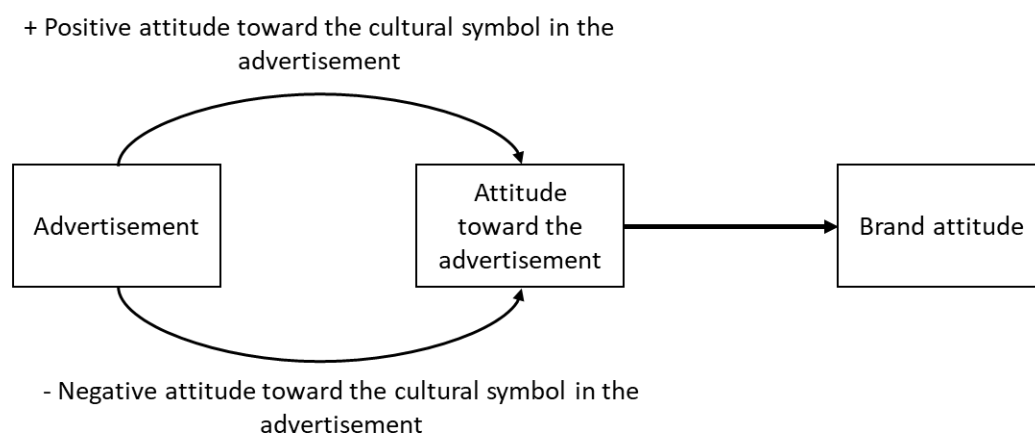 + Positive attitude toward the cultural symbol in the
advertisement
Advertisement
Attitude
toward the
advertisement
Brand attitude
- Negative attitude toward the cultural symbol in the
advertisement